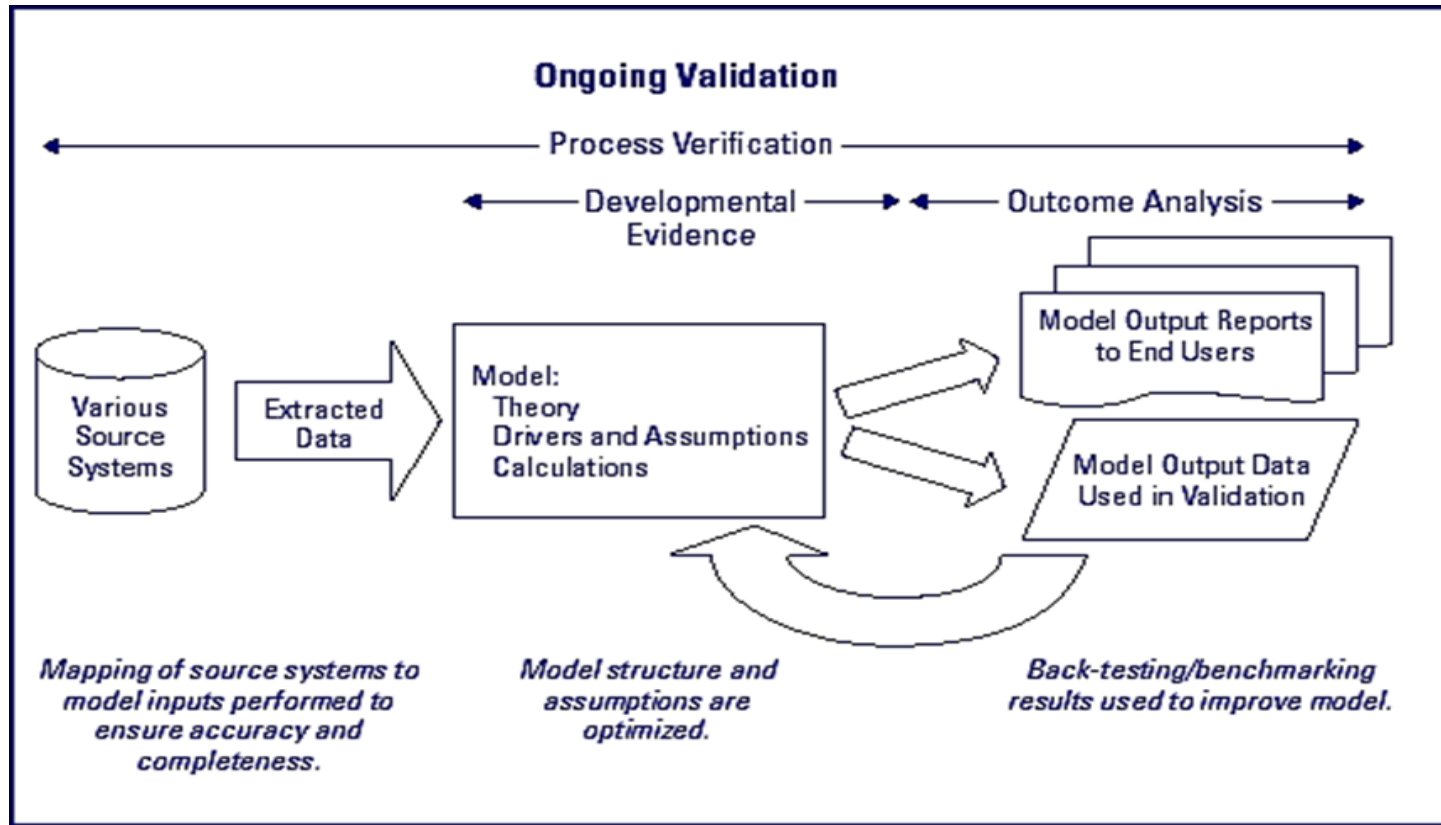 Ongoing Validation
Process Verification
Developmental
Evidence
Outcome Analysis
Various
Source
Systems
Extracted
Data
Model:
Theory
Drivers and Assumptions
Calculations
Model Output Reports
to End Users
Model Output Data
Used in Validation
Mapping of source systems to
model inputs performed to
ensure accuracy and
completeness.
Model structure and
assumptions are
optimized.
Back-testing/benchmarking
results used to improve model.